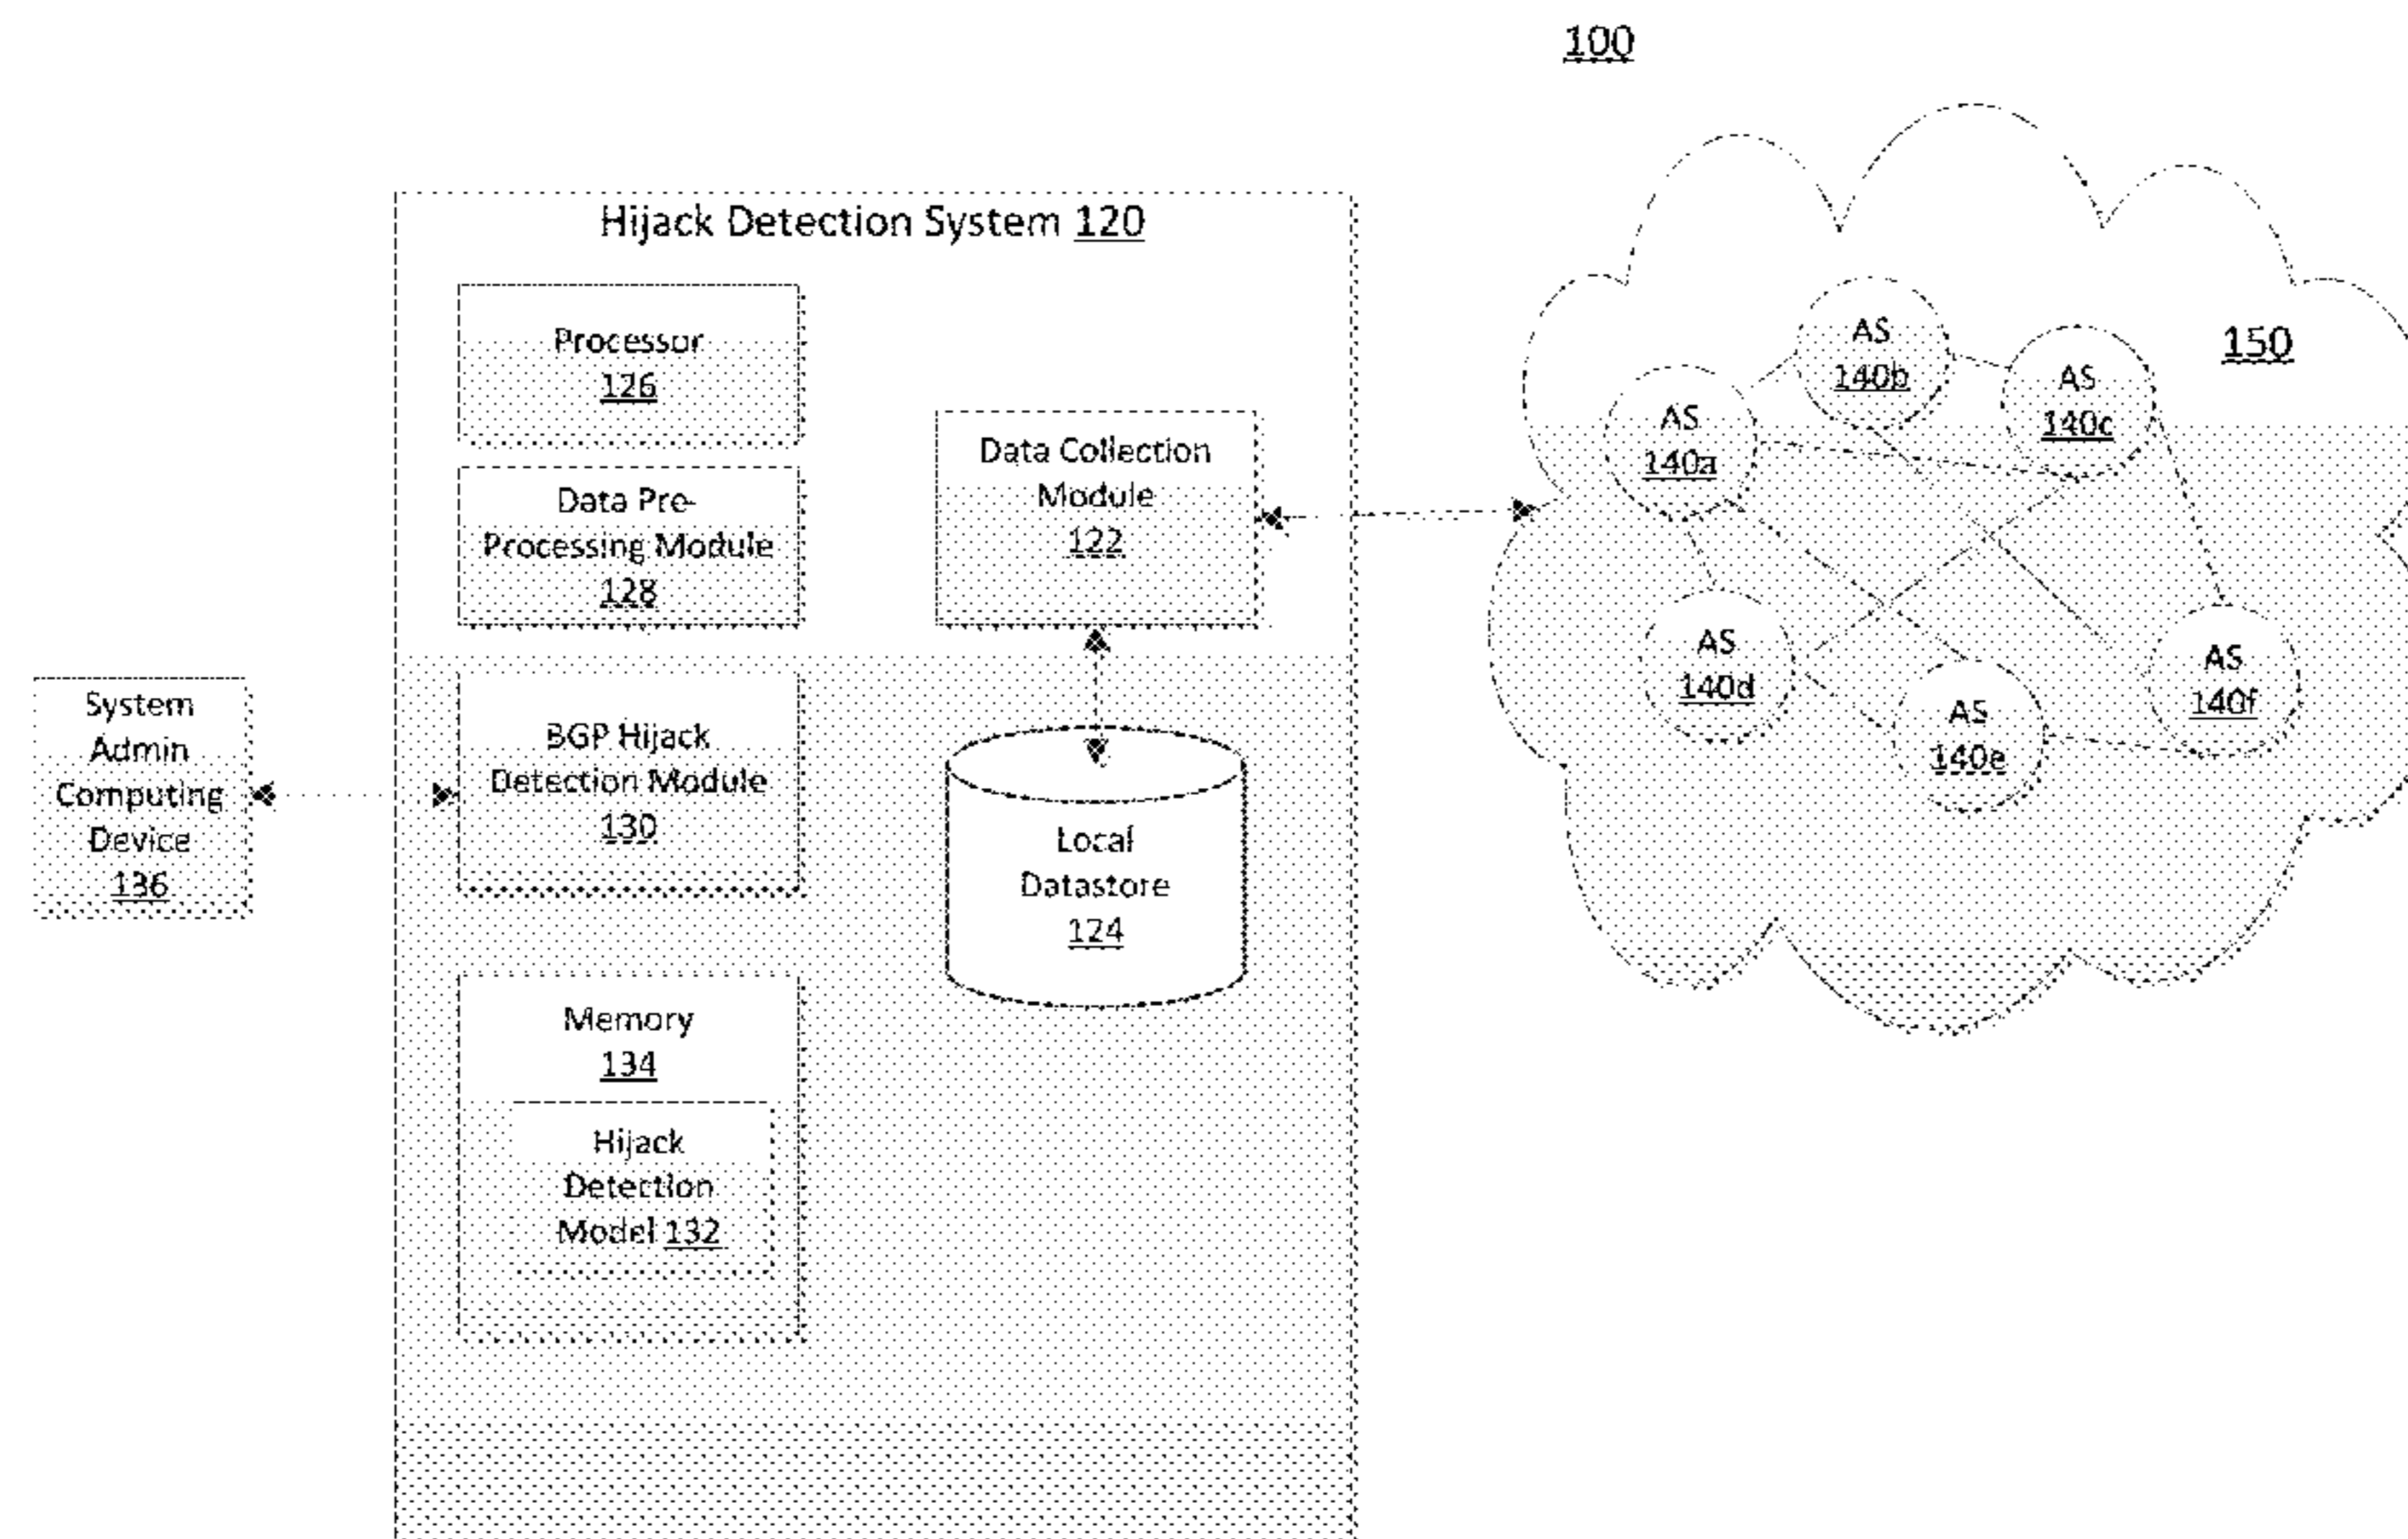 100
Hijack Detection System 120
Processor
126
Data Pre-
Processing Module
128
BGP Hijack
Detection Module
130
Memory
134
Hijack
Detection
Model 132
Data Collection
Module
122
Local
Datastore
124
System
Admin
Computing
Device
136
150
AS
140a
AS
140b
AS
140c
AS
140d
AS
140e
AS
140f